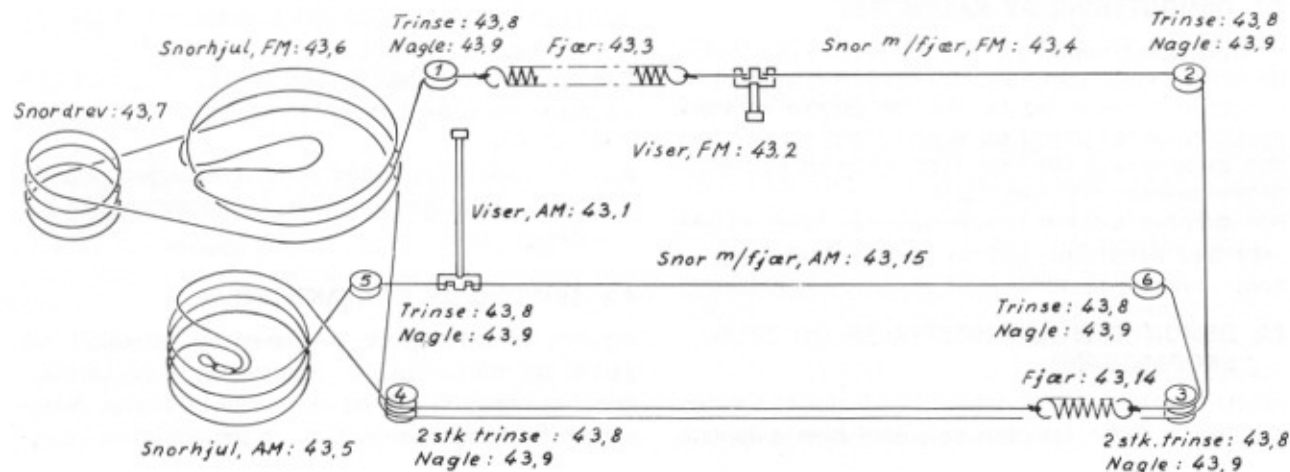 Trinse: 43,8
Nagle: 43,9
Snorhjul, FM: 43,6
Fjær: 43,3
Snor m/fjær, FM: 43,4
Trinse: 43,8
Nagle: 43,9
1
2
Snordrev: 43,7
Viser, FM: 43,2
Viser, AM: 43,1
Snor m/fjær, AM: 43,15
5
6
Trinse: 43,8
Nagle: 43,9
Trinse: 43,8
Nagle: 43,9
Fjær: 43,14
4
3
Snorhjul, AM: 43,5
2stk.trinse: 43,8
Nagle: 43,9
2stk.trinse: 43,8
Nagle: 43,9